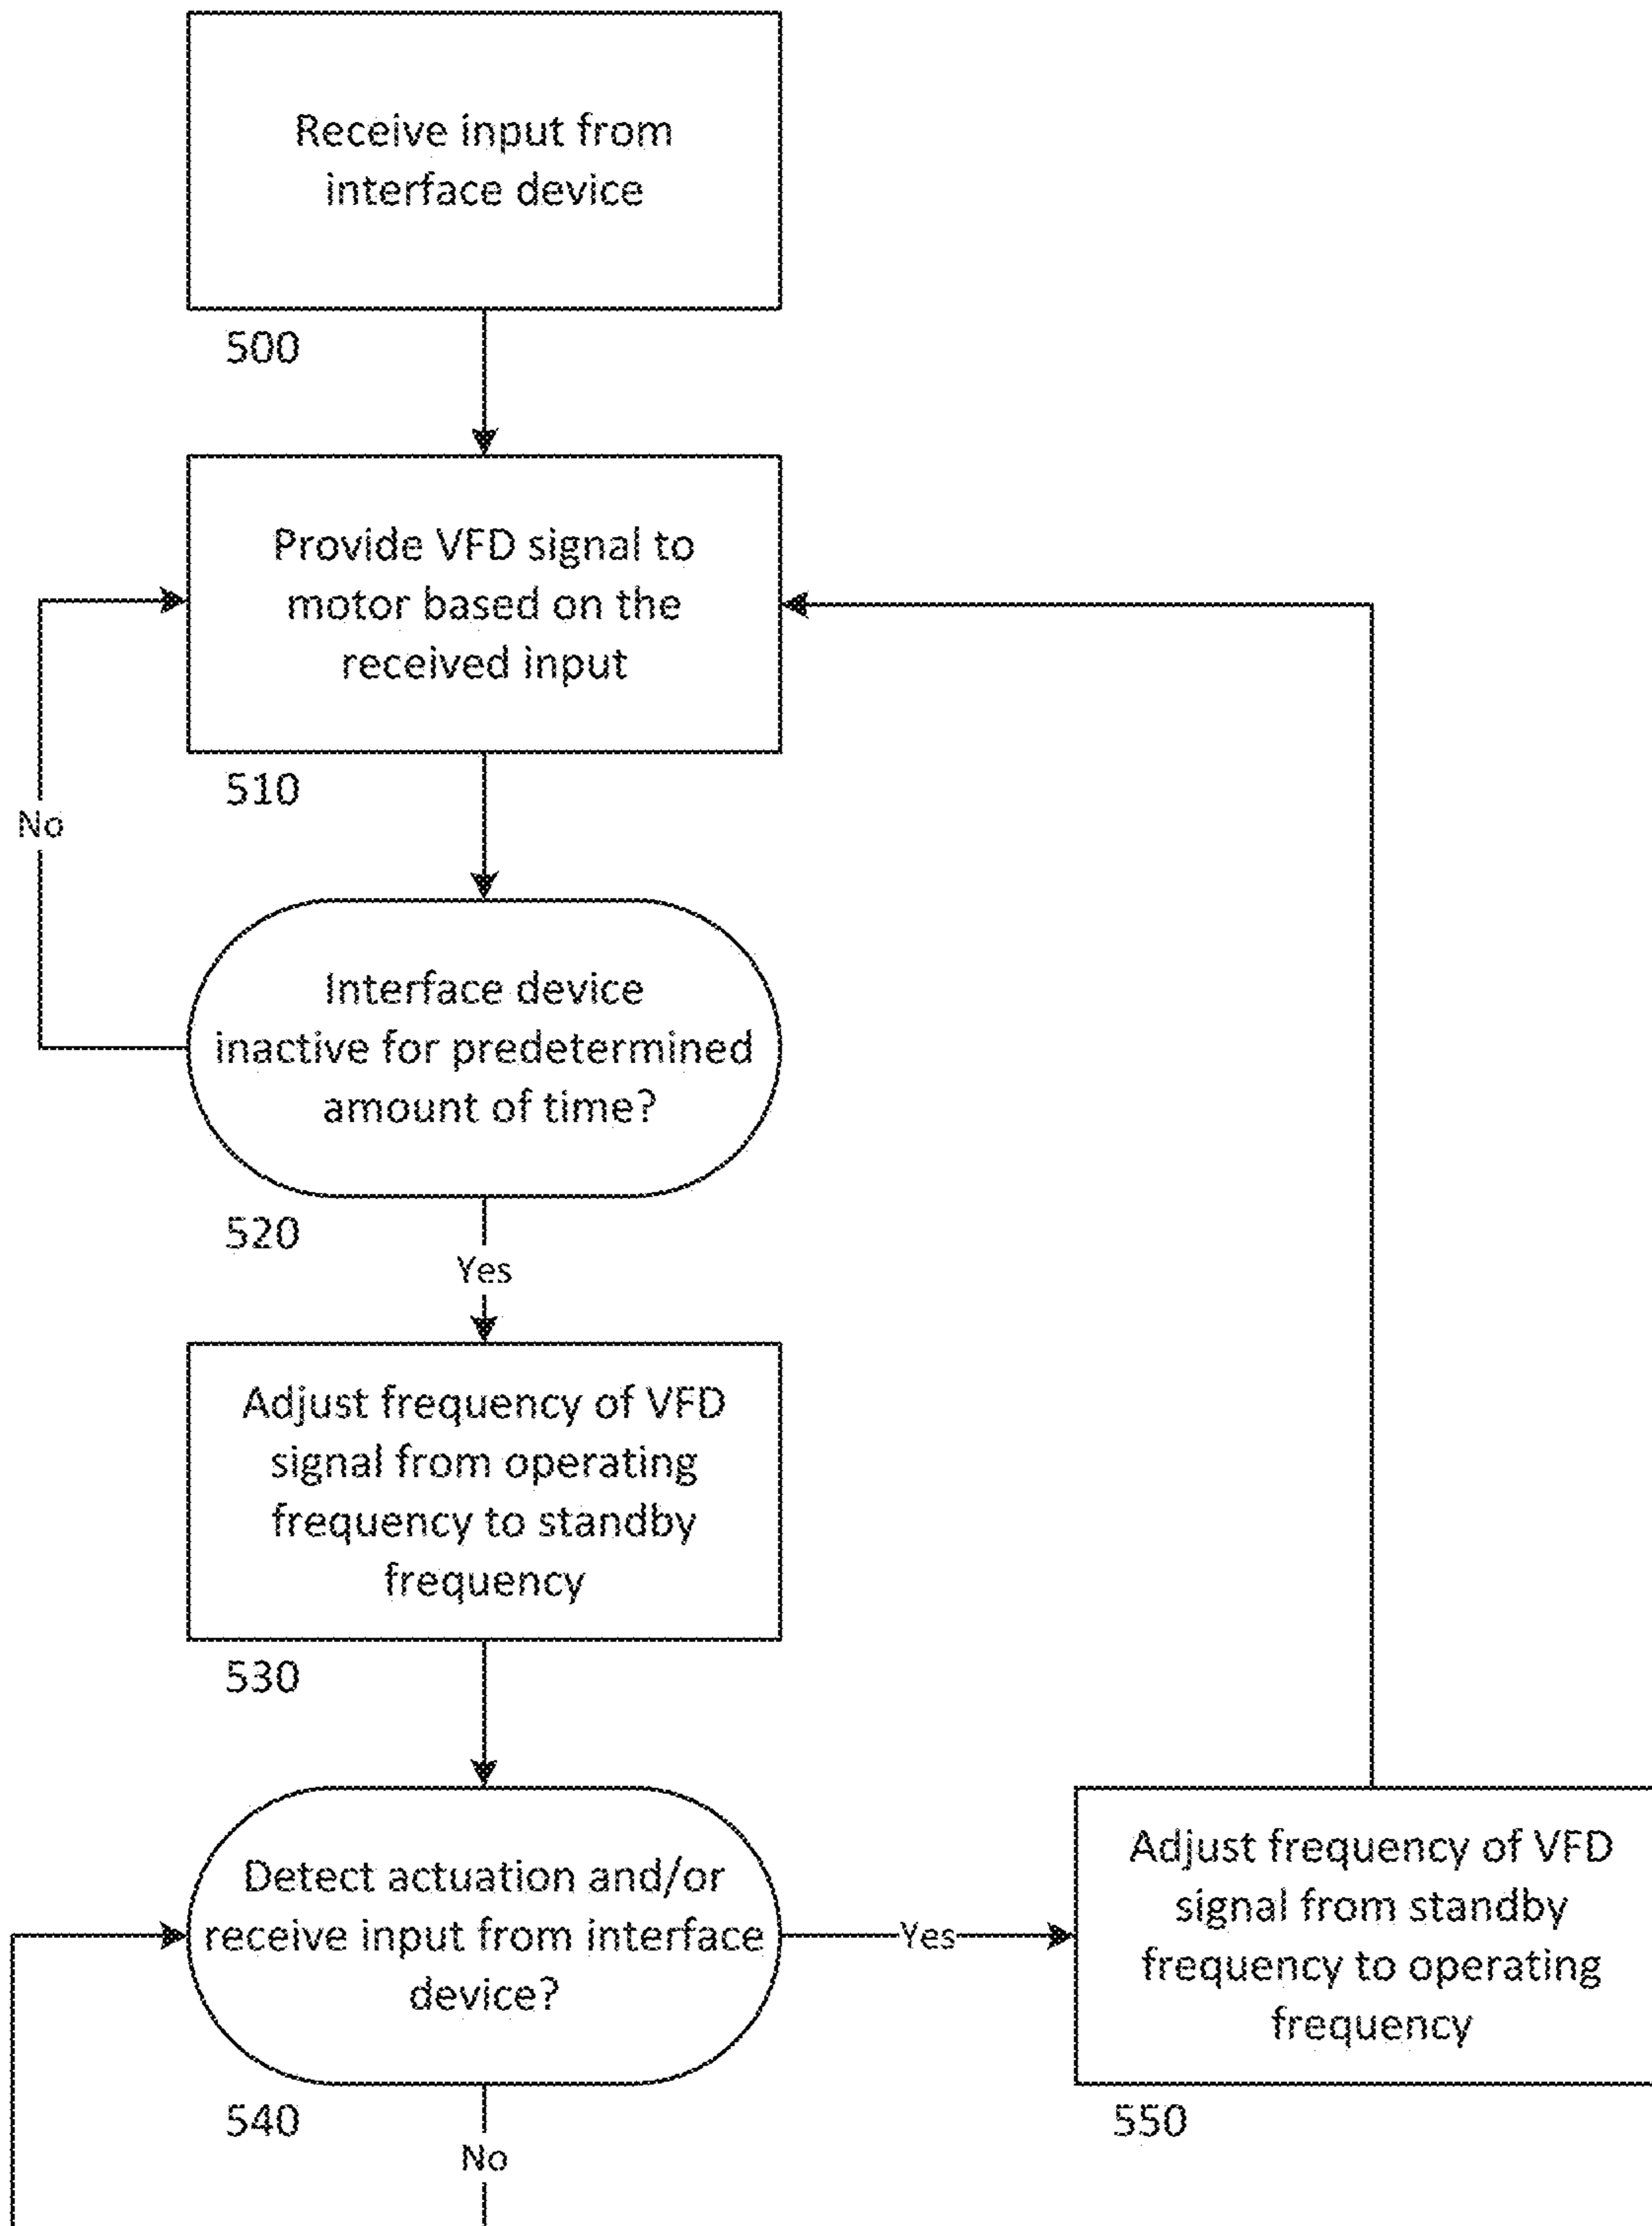 Receive input from
interface device
500
Provide VFD signal to
motor based on the
received input
510
No
Interface device
inactive for predetermined
amount of time?
520
Yes
Adjust frequency of VFD
signal from operating
frequency to standby
frequency
530
Detect actuation and/or
receive input from interface
device?
540
No
Yes
Adjust frequency of VFD
signal from standby
frequency to operating
frequency
550